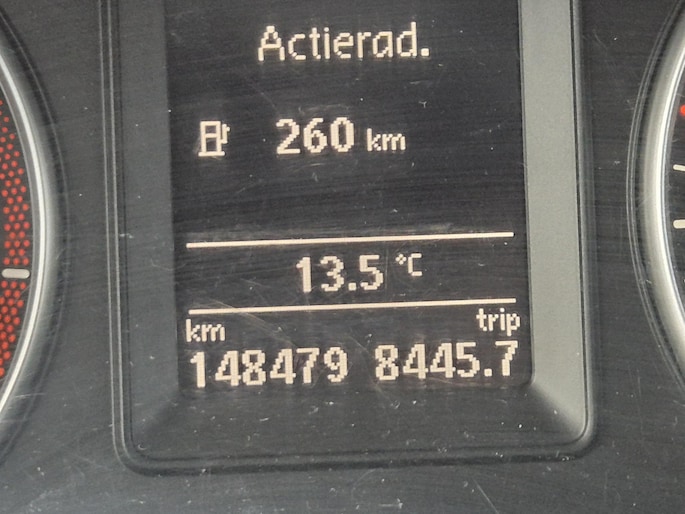 Actierad.
260 km
13.5 °C
km trip
148479 8445.7